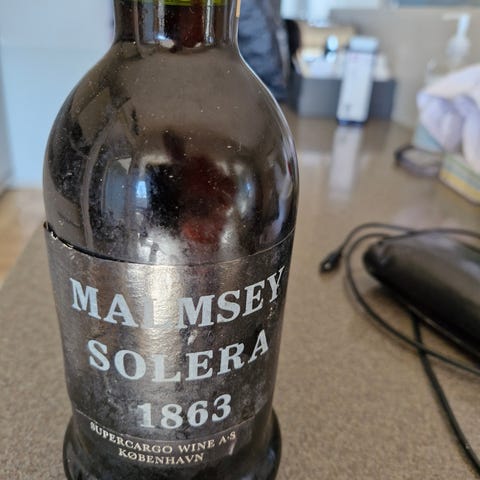 MALMSEY
SOLERA
1863
SUPERCARGO WINE A·S
KØBENHAVN